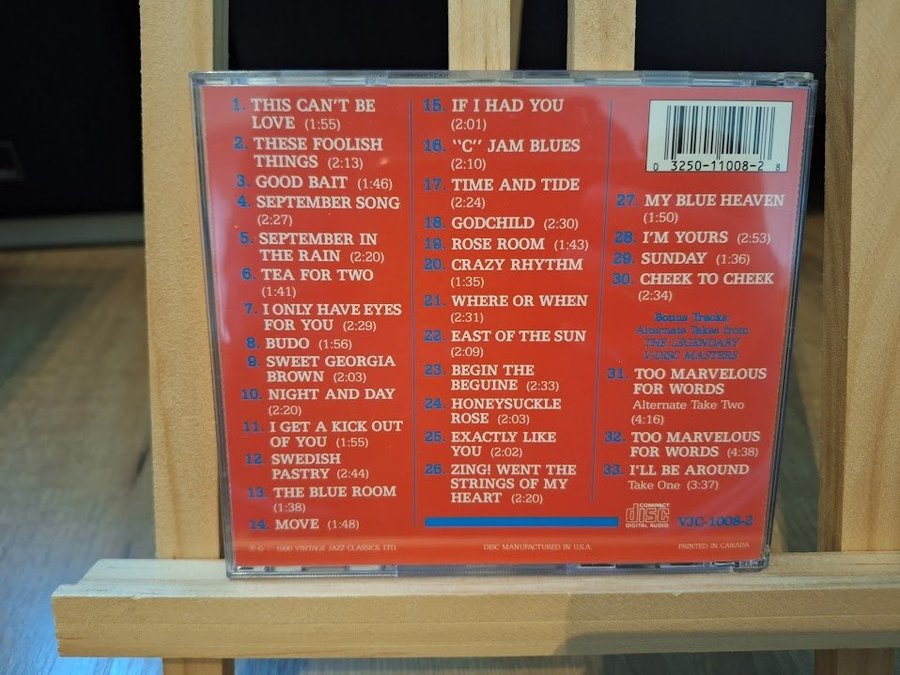 1. THIS CAN'T BE
LOVE (1:55)
2. THESE FOOLISH
THINGS (2:13)
3. GOOD BAIT (1:46)
4. SEPTEMBER SONG
(2:27)
5. SEPTEMBER IN
THE RAIN (2:20)
6. TEA FOR TWO
(1:41)
7. I ONLY HAVE EYES
FOR YOU (2:29)
8. BUDO (1:56)
9. SWEET GEORGIA
BROWN (2:03)
10. NIGHT AND DAY
(2:20)
11. I GET A KICK OUT
OF YOU (1:55)
12. SWEDISH
PASTRY (2:44)
13. THE BLUE ROOM
(1:38)
14. MOVE (1:48)
15. IF I HAD YOU
(2:01)
16. "C" JAM BLUES
(2:10)
17. TIME AND TIDE
(2:24)
18. GODCHILD (2:30)
19. ROSE ROOM (1:43)
20. CRAZY RHYTHM
(1:35)
21. WHERE OR WHEN
(2:31)
22. EAST OF THE SUN
(2:09)
23. BEGIN THE
BEGUINE (2:33)
24. HONEYSUCKLE
ROSE (2:03)
25. EXACTLY LIKE
YOU (2:02)
26. ZING! WENT THE
STRINGS OF MY
HEART (2:20)
0 3250-11008-2 8
27. MY BLUE HEAVEN
(1:50)
28. I'M YOURS (2:53)
29. SUNDAY (1:36)
30. CHEEK TO CHEEK
(2:34)
Bonus Tracks:
Alternate Takes from
THE LEGENDARY
V-DISC MASTERS
31. TOO MARVELOUS
FOR WORDS
Alternate Take Two
(4:16)
32. TOO MARVELOUS
FOR WORDS (4:38)
33. I'LL BE AROUND
Take One (3:37)
COMPACT
disc
DIGITAL AUDIO
VJC-1008-2
℗ © 1990 VINTAGE JAZZ CLASSICS, LTD.
DISC MANUFACTURED IN U.S.A.
PRINTED IN CANADA